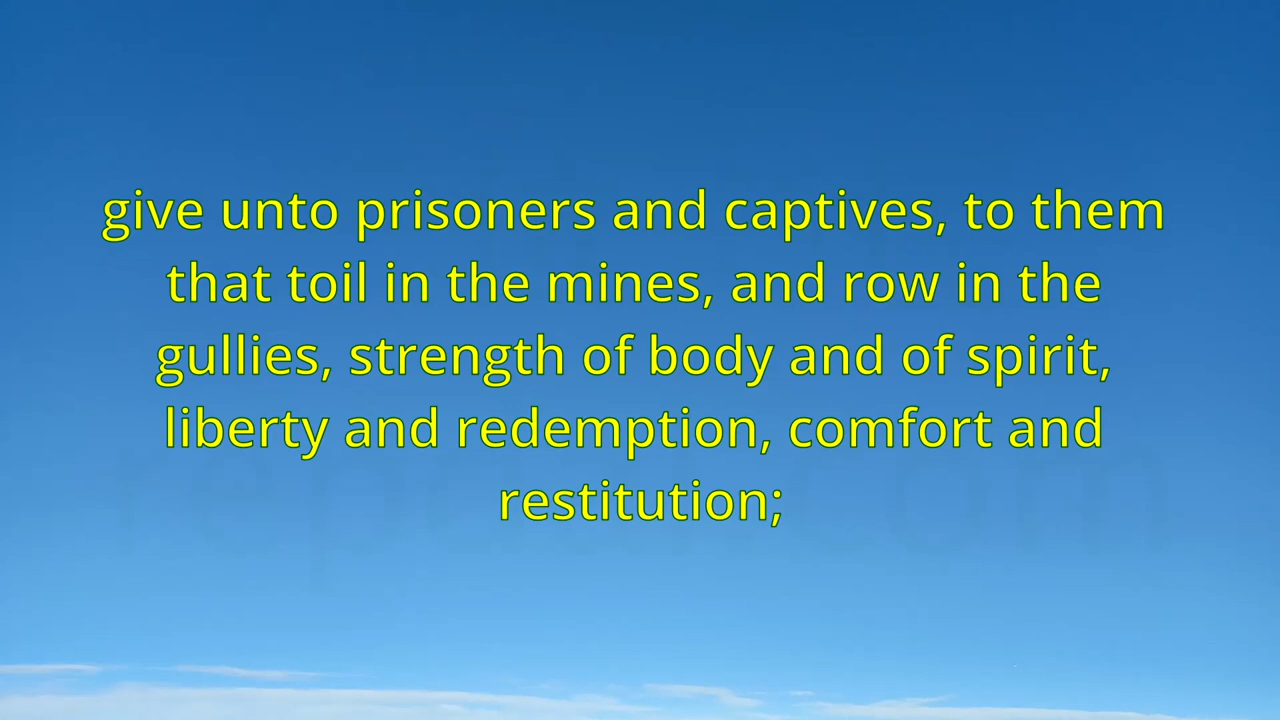 give unto prisoners and captives, to them
that toil in the mines, and row in the
gullies, strength of body and of spirit,
liberty and redemption, comfort and
restitution;